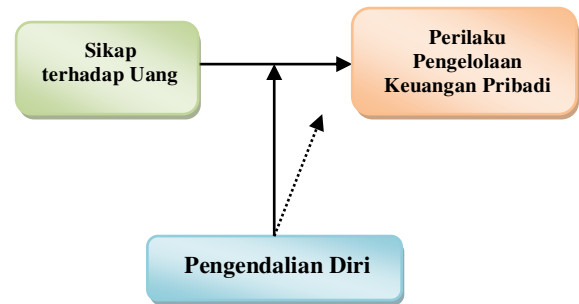 Sikap
terhadap Uang
Perilaku
Pengelolaan
Keuangan Pribadi
Pengendalian Diri